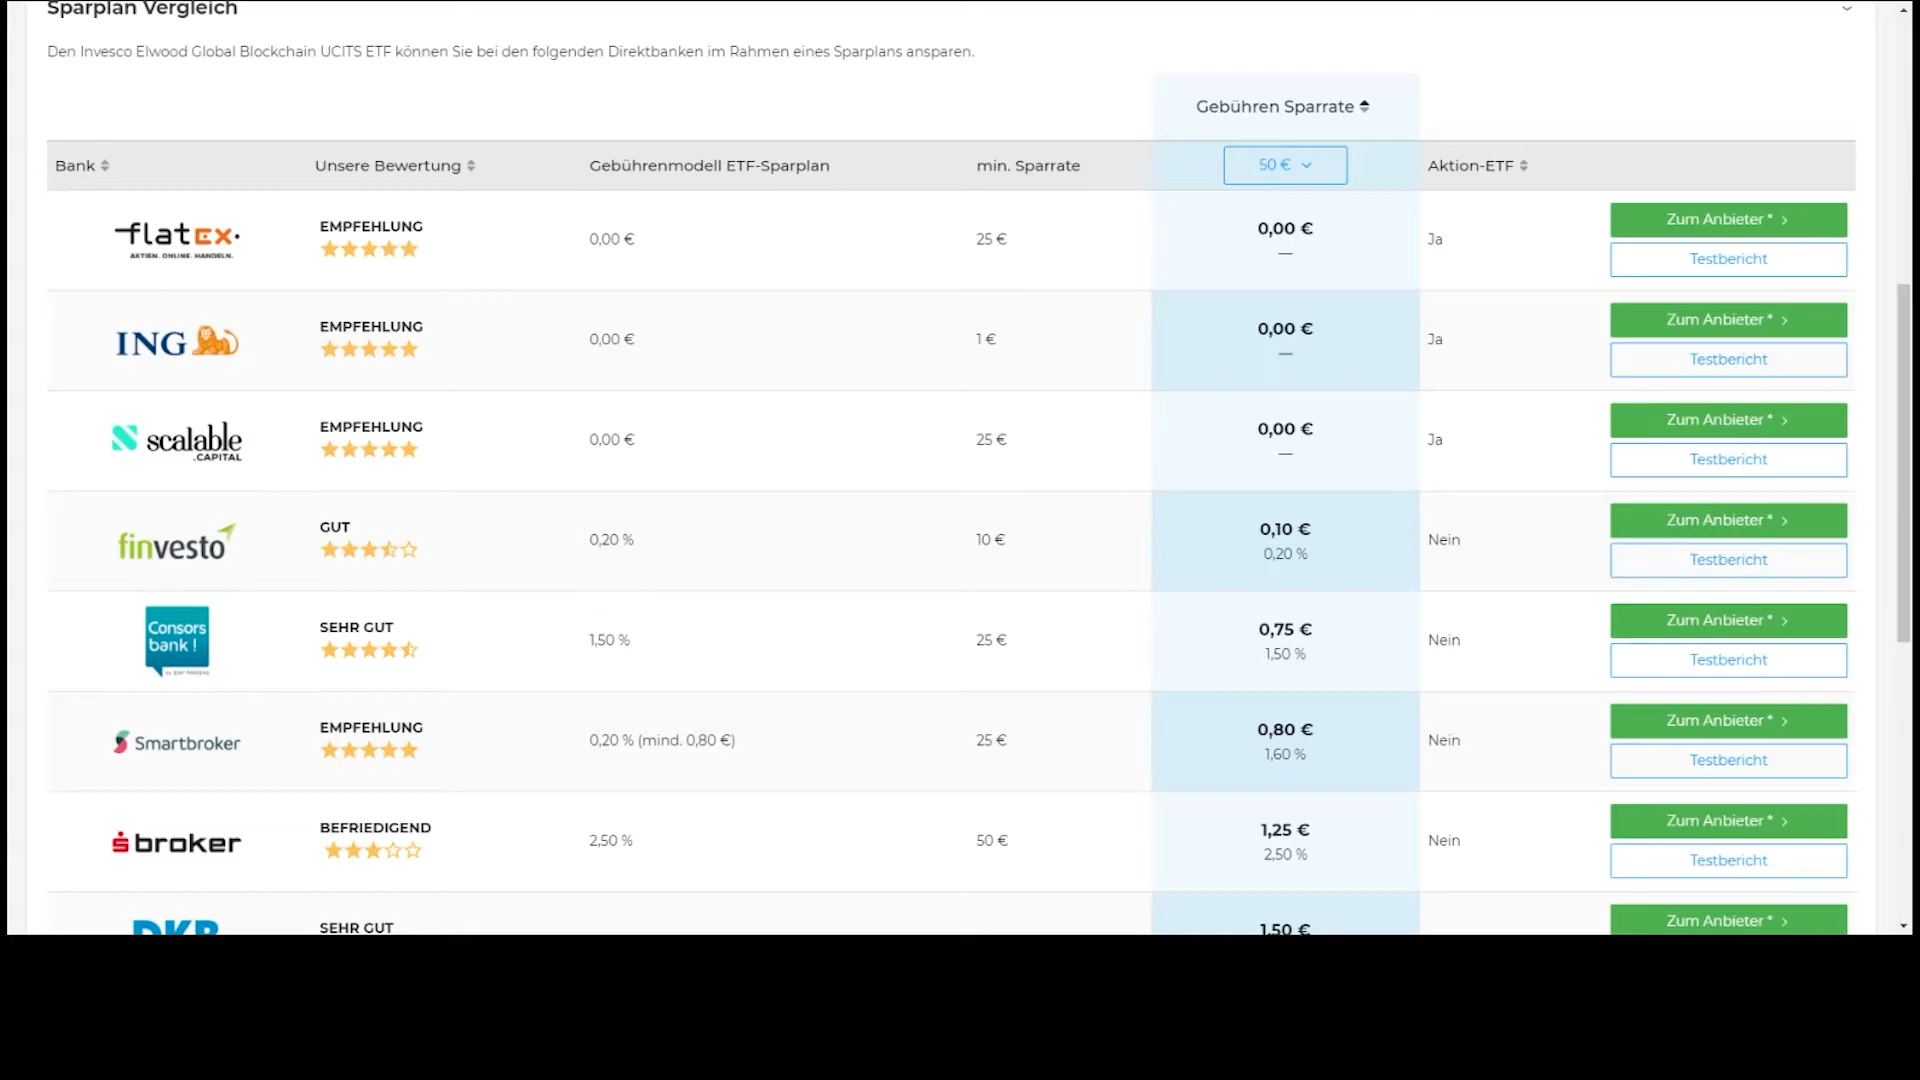 Sparplan Vergleich
Den Invesco Elwood Global Blockchain UCITS ETF können Sie bei den folgenden Direktbanken im Rahmen eines Sparplans ansparen.
Gebühren Sparrate
Bank Unsere Bewertung Gebührenmodell ETF-Sparplan min. Sparrate 50 € Aktion-ETF
flatex
AKTIEN. ONLINE. HANDELN.
EMPFEHLUNG
0,00 €
25 €
0,00 €
—
Ja
Zum Anbieter * >
Testbericht
ING
EMPFEHLUNG
0,00 €
1 €
0,00 €
—
Ja
Zum Anbieter * >
Testbericht
scalable
.CAPITAL
EMPFEHLUNG
0,00 €
25 €
0,00 €
—
Ja
Zum Anbieter * >
Testbericht
finvesto
GUT
0,20 %
10 €
0,10 €
0,20 %
Nein
Zum Anbieter * >
Testbericht
Consors
bank!
by BNP PARIBAS
SEHR GUT
1,50 %
25 €
0,75 €
1,50 %
Nein
Zum Anbieter * >
Testbericht
Smartbroker
EMPFEHLUNG
0,20 % (mind. 0,80 €)
25 €
0,80 €
1,60 %
Nein
Zum Anbieter * >
Testbericht
S broker
BEFRIEDIGEND
2,50 %
50 €
1,25 €
2,50 %
Nein
Zum Anbieter * >
Testbericht
DKB
SEHR GUT
1,50 €
Zum Anbieter * >